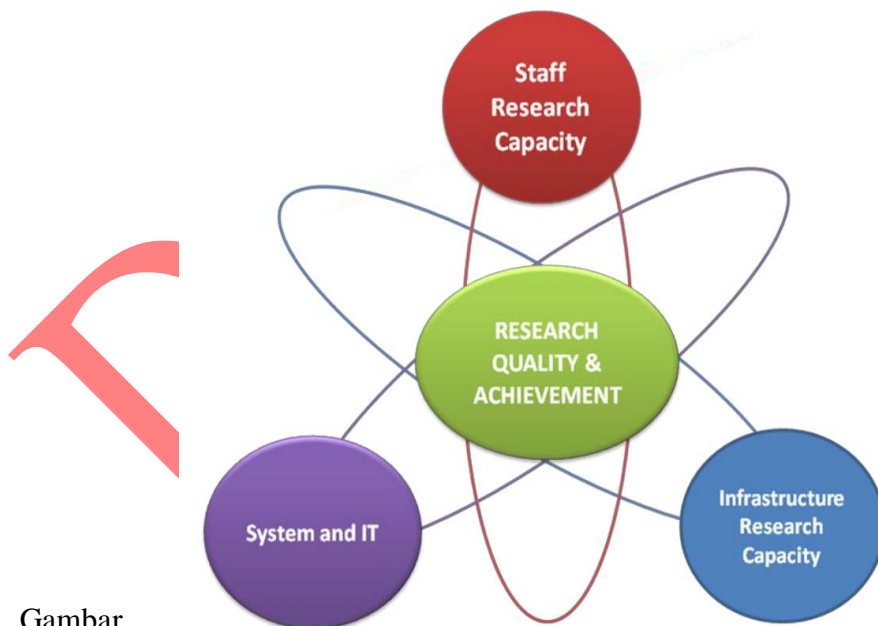 Staff
Research
Capacity
RESEARCH
QUALITY &
ACHIEVEMENT
System and IT
Infrastructure
Research
Capacity
Gambar